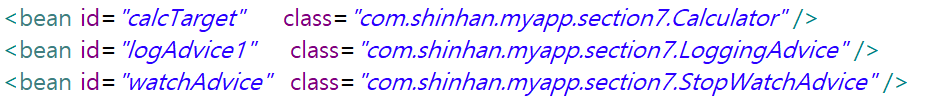 <bean id="calcTarget" class="com.shinhan.myapp.section7.Calculator"/>
<bean id="logAdvice1" class="com.shinhan.myapp.section7.LoggingAdvice"/>
<bean id="watchAdvice" class="com.shinhan.myapp.section7.StopWatchAdvice"/>